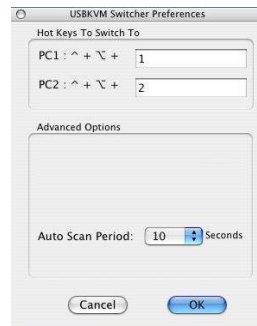 USBKVM Switcher Preferences
Hot Keys To Switch To
PC1 : ^ + ⌥ + 1
PC2 : ^ + ⌥ + 2
Advanced Options
Auto Scan Period: 10 Seconds
Cancel OK